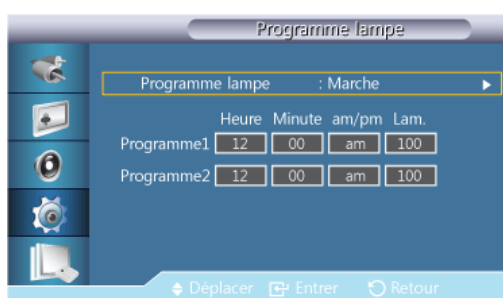 Programme lampe
Programme lampe : Marche
Heure Minute am/pm Lam.
Programme1 12 00 am 100
Programme2 12 00 am 100
Déplacer Entrer Retour